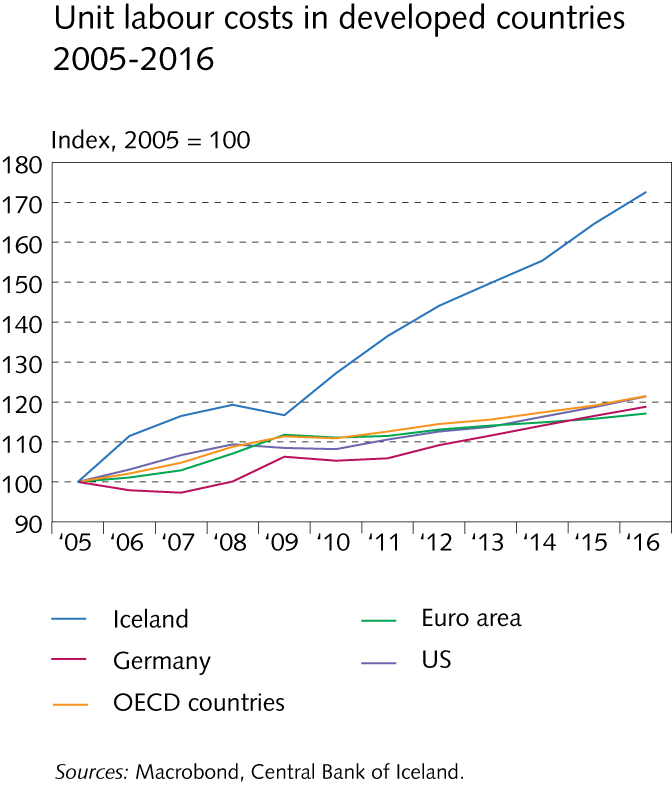 Unit labour costs in developed countries
2005-2016
Index, 2005 = 100
180
170
160
150
140
130
120
110
100
90
‘05 ‘06 ‘07 ‘08 ‘09 ‘10 ‘11 ‘12 ‘13 ‘14 ‘15 ‘16
Iceland
Germany
OECD countries
Euro area
US
Sources: Macrobond, Central Bank of Iceland.